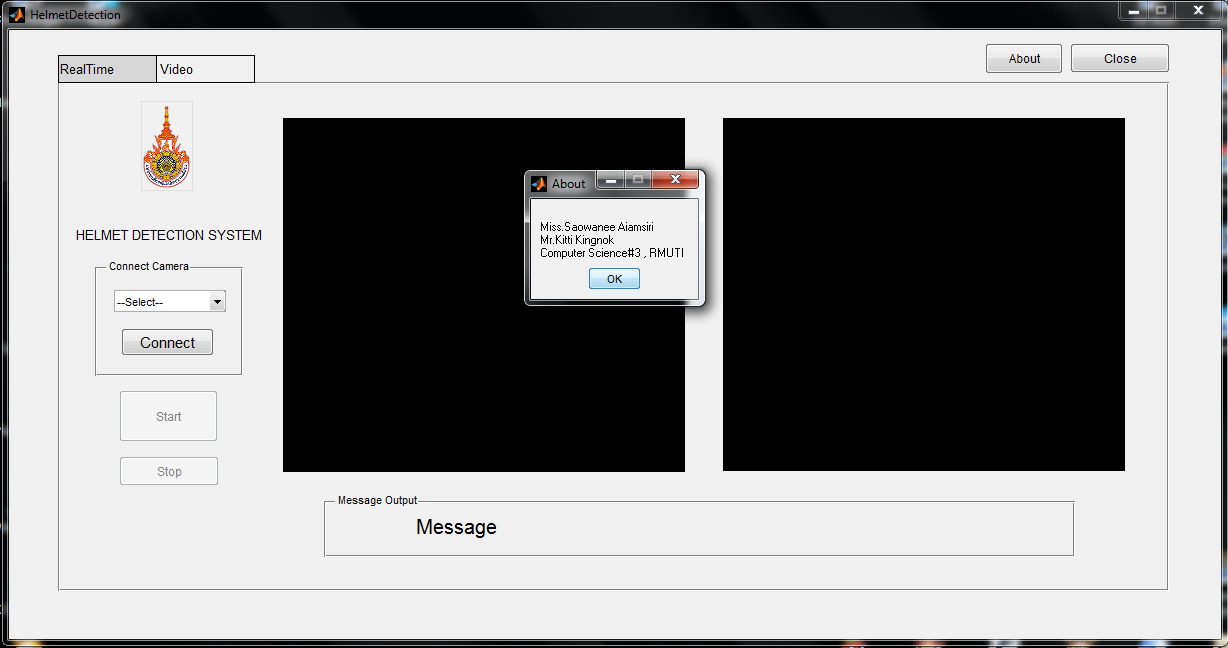 HelmetDetection
RealTime
Video
About
Close
HELMET DETECTION SYSTEM
Connect Camera
--Select--
Connect
Start
Stop
About
Miss.Saowanee Aiamsiri
Mr.Kitti Kingnok
Computer Science#3 , RMUTI
OK
Message Output
Message